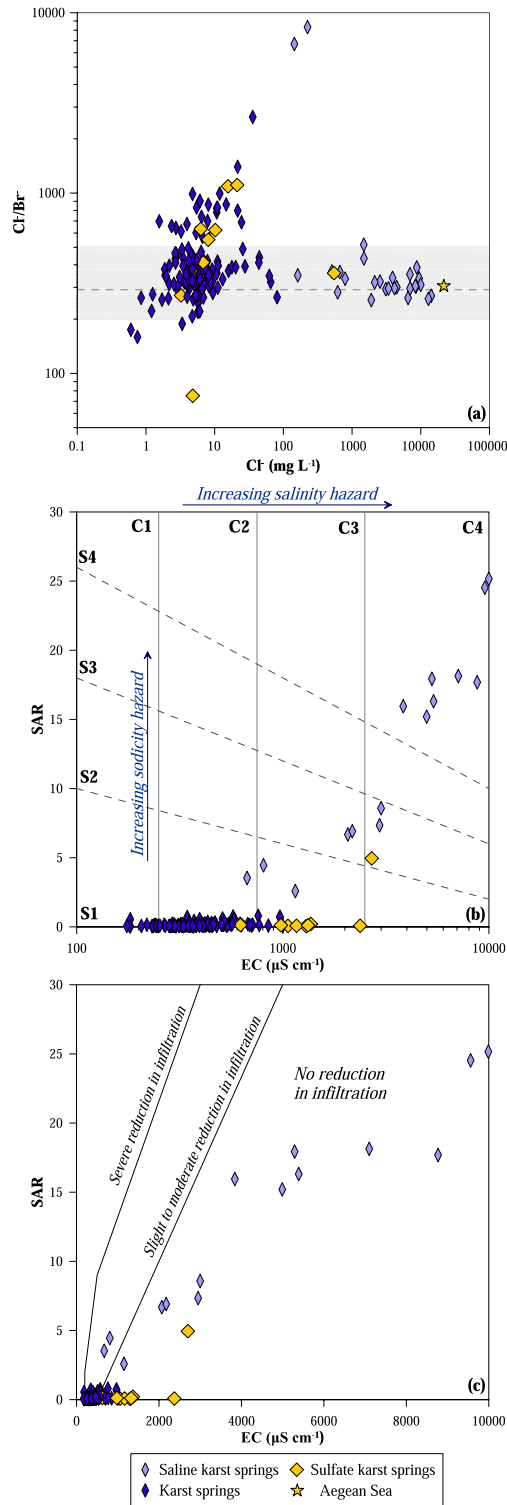 10000
1000
100
Cl-/Br-
(a)
0.1 1 10 100 1000 10000 100000
Cl- (mg L-1)
Increasing salinity hazard
30
25
20
15
10
5
0
SAR
C1 C2 C3 C4
S4
S3
S2
S1
Increasing sodicity hazard
(b)
100 1000 10000
EC (µS cm-1)
30
25
20
15
10
5
0
SAR
Severe reduction in infiltration
Slight to moderate reduction in infiltration
No reduction
in infiltration
(c)
0 2000 4000 6000 8000 10000
EC (µS cm-1)
Saline karst springs Sulfate karst springs
Karst springs Aegean Sea